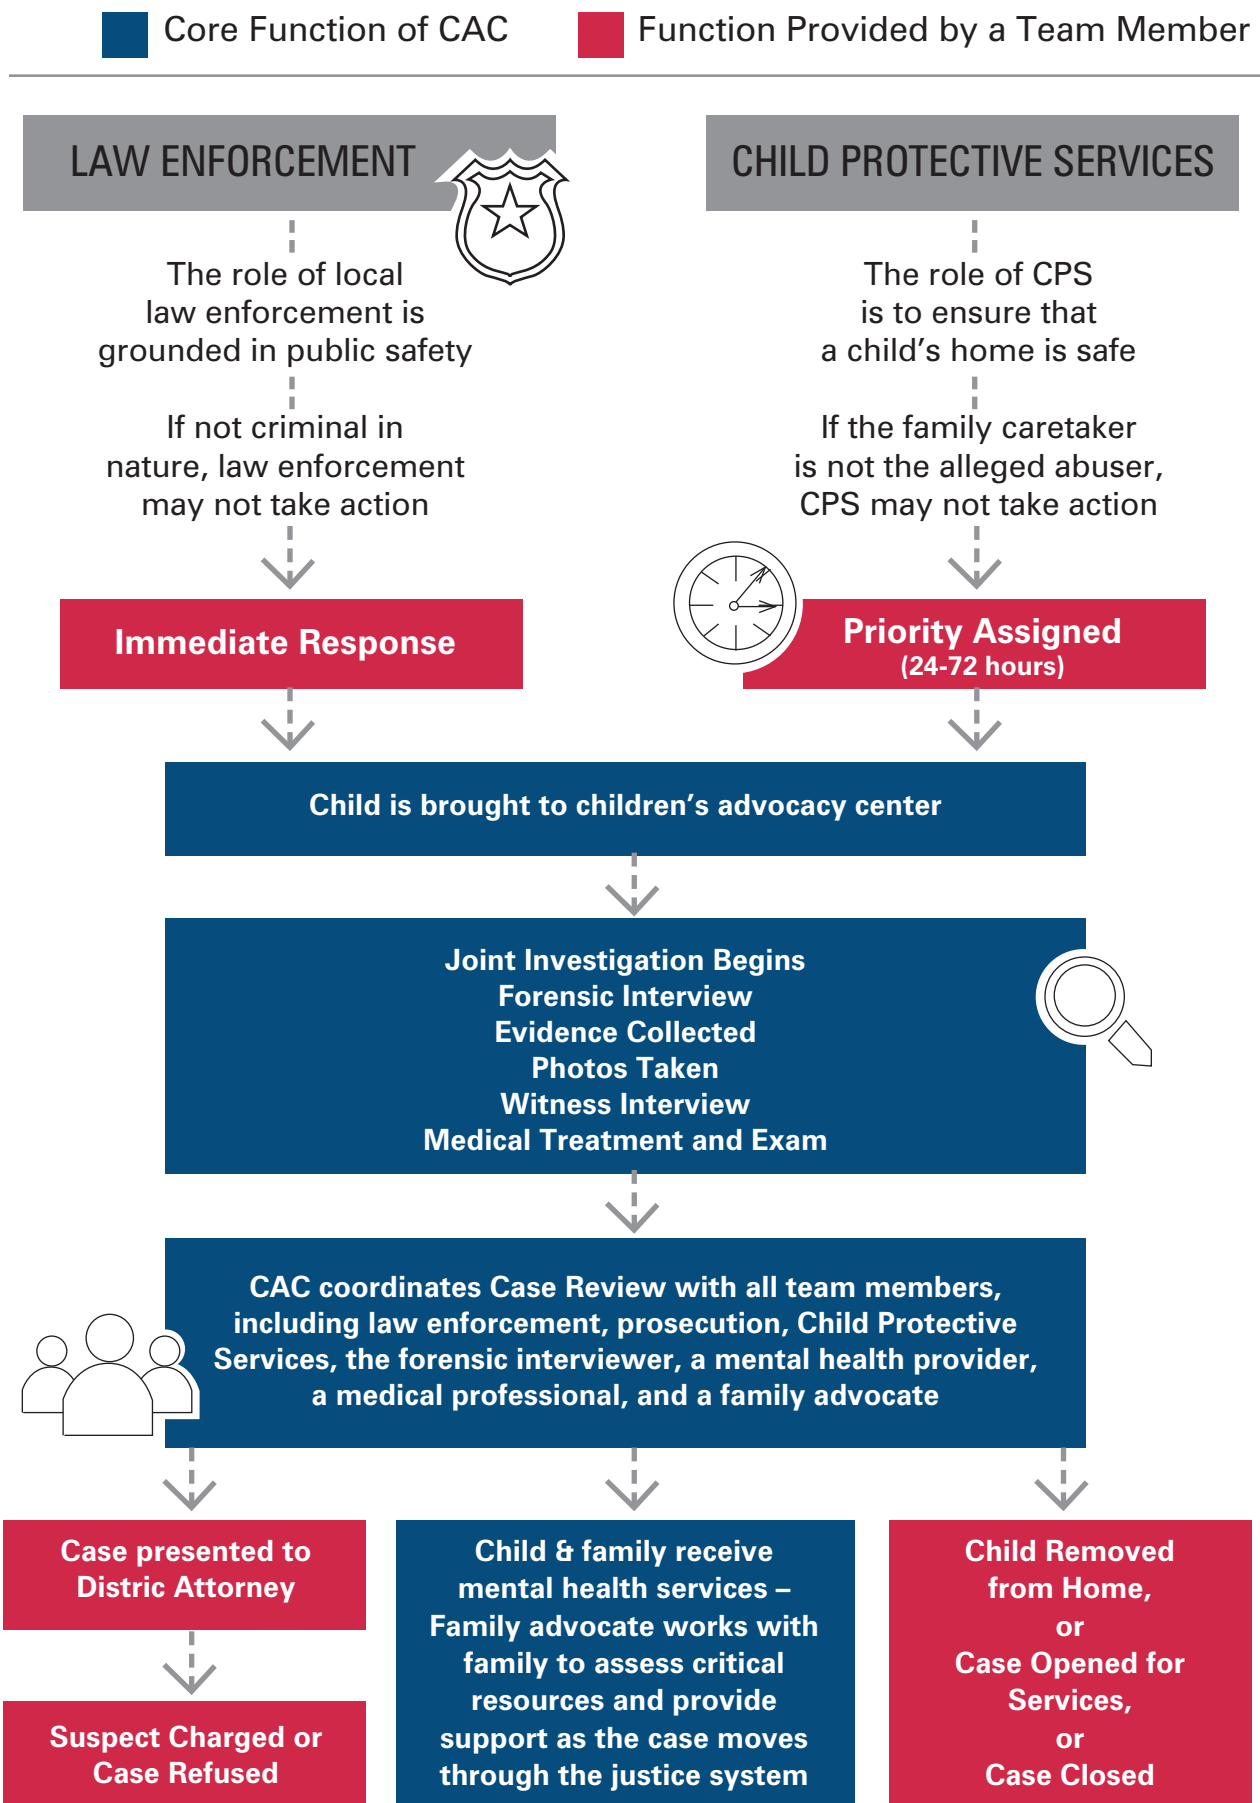 Core Function of CAC
Function Provided by a Team Member
LAW ENFORCEMENT
The role of local
law enforcement is
grounded in public safety
If not criminal in
nature, law enforcement
may not take action
Immediate Response
CHILD PROTECTIVE SERVICES
The role of CPS
is to ensure that
a child's home is safe
If the family caretaker
is not the alleged abuser,
CPS may not take action
Priority Assigned
(24-72 hours)
Child is brought to children's advocacy center
Joint Investigation Begins
Forensic Interview
Evidence Collected
Photos Taken
Witness Interview
Medical Treatment and Exam
CAC coordinates Case Review with all team members,
including law enforcement, prosecution, Child Protective
Services, the forensic interviewer, a mental health provider,
a medical professional, and a family advocate
Case presented to
Distric Attorney
Suspect Charged or
Case Refused
Child & family receive
mental health services –
Family advocate works with
family to assess critical
resources and provide
support as the case moves
through the justice system
Child Removed
from Home,
or
Case Opened for
Services,
or
Case Closed